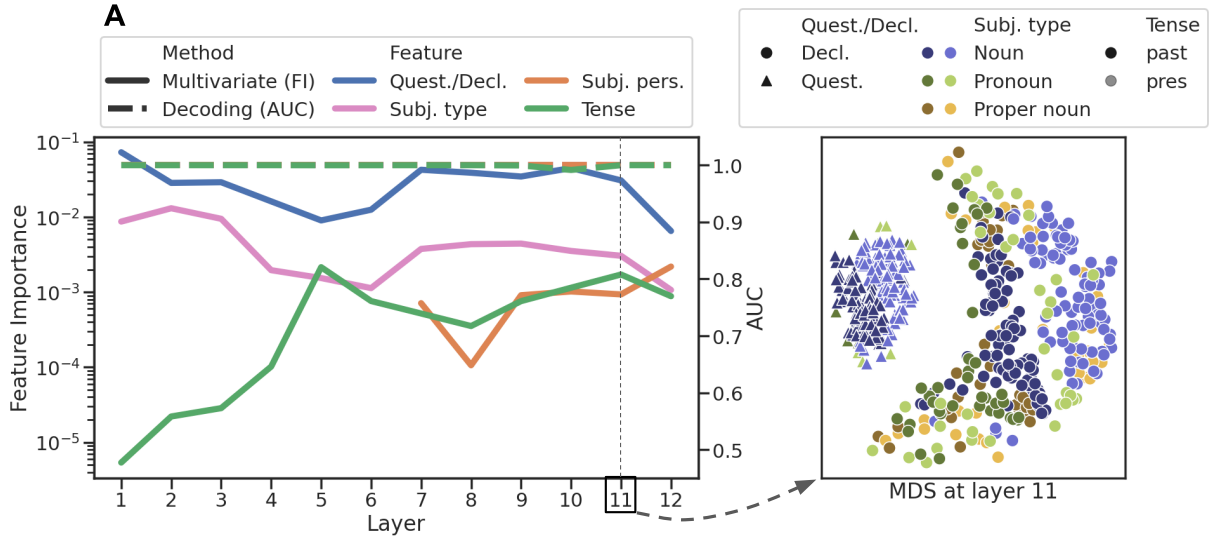 A
Method
Feature
Multivariate (FI)
Quest./Decl.
Subj. pers.
Decoding (AUC)
Subj. type
Tense
Quest./Decl.
Subj. type
Tense
Decl.
Noun
past
Quest.
Pronoun
pres
Proper noun
10⁻¹
10⁻²
10⁻³
10⁻⁴
10⁻⁵
Feature Importance
1.0
0.9
0.8
0.7
0.6
0.5
AUC
1 2 3 4 5 6 7 8 9 10 11 12
Layer
MDS at layer 11